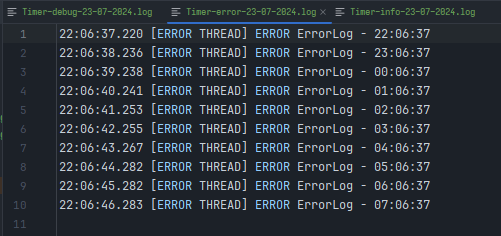 Timer-debug-23-07-2024.log Timer-error-23-07-2024.log × Timer-info-23-07-2024.log
1 22:06:37.220 [ERROR THREAD] ERROR ErrorLog - 22:06:37
2 22:06:38.236 [ERROR THREAD] ERROR ErrorLog - 23:06:37
3 22:06:39.238 [ERROR THREAD] ERROR ErrorLog - 00:06:37
4 22:06:40.241 [ERROR THREAD] ERROR ErrorLog - 01:06:37
5 22:06:41.253 [ERROR THREAD] ERROR ErrorLog - 02:06:37
6 22:06:42.255 [ERROR THREAD] ERROR ErrorLog - 03:06:37
7 22:06:43.267 [ERROR THREAD] ERROR ErrorLog - 04:06:37
8 22:06:44.282 [ERROR THREAD] ERROR ErrorLog - 05:06:37
9 22:06:45.282 [ERROR THREAD] ERROR ErrorLog - 06:06:37
10 22:06:46.283 [ERROR THREAD] ERROR ErrorLog - 07:06:37
11